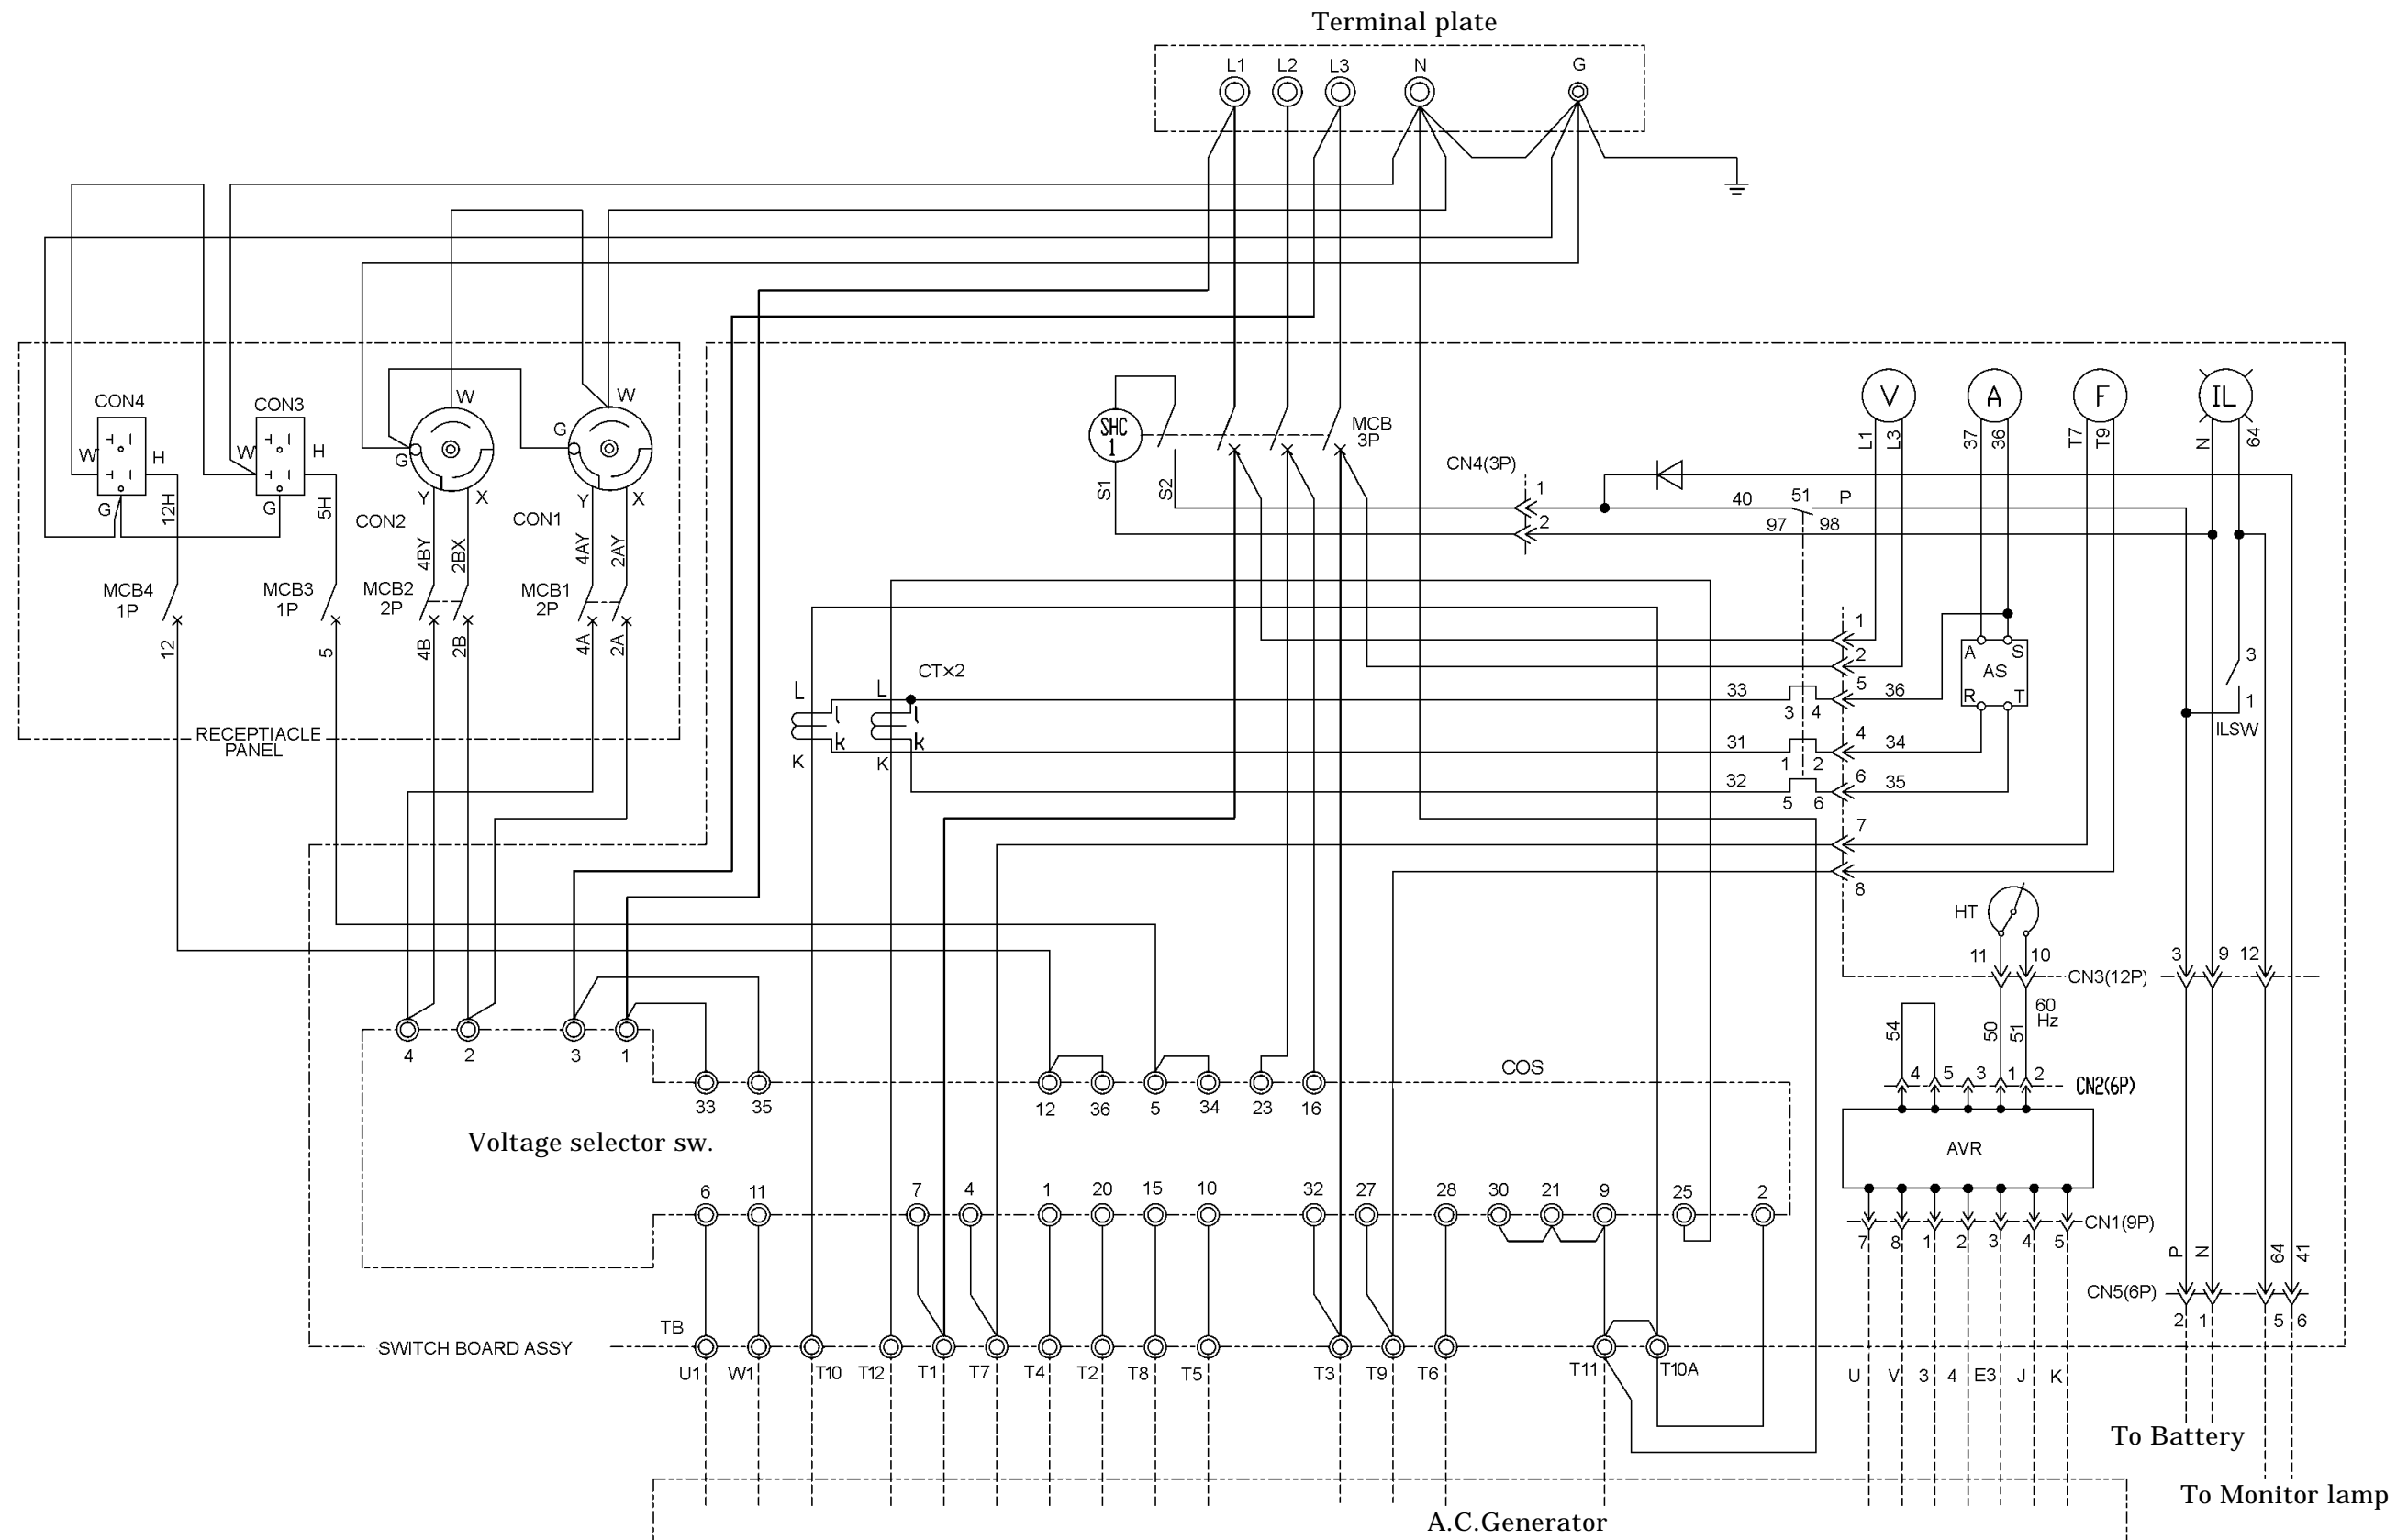 Terminal plate
L1 L2 L3 N G
CON4 CON3
W H W H
G 12H G 5H
W W
G G
Y X Y X
CON2 CON1
4BY 2BX 4AY 2AY
MCB4 1P
MCB3 1P
MCB2 2P
MCB1 2P
12 5 4B 2B 4A 2A
RECEPTIACLE
PANEL
SHC
1
MCB
3P
S1 S2
CN4(3P)
1
2
40 51 P
97 98
V A F IL
L1 L3 37 36 T7 T9 N 64
CT×2
L L
l l
k k
K K
33 3 4 5 36
31 1 2 4 34
32 5 6 6 35
1
2
7
8
A S
AS
R T
3
1
ILSW
HT
11 10
CN3(12P)
3 9 12
60
Hz
54 50 51
4 5 3 1 2
CN2(6P)
AVR
CN1(9P)
7 8 1 2 3 4 5
P N 64 41
CN5(6P)
2 1 5 6
4 2 3 1
COS
33 35 12 36 5 34 23 16
Voltage selector sw.
6 11 7 4 1 20 15 10 32 27 28 30 21 9 25 2
TB
SWITCH BOARD ASSY
U1 W1 T10 T12 T1 T7 T4 T2 T8 T5 T3 T9 T6 T11 T10A
U V 3 4 E3 J K
To Battery
To Monitor lamp
A.C.Generator